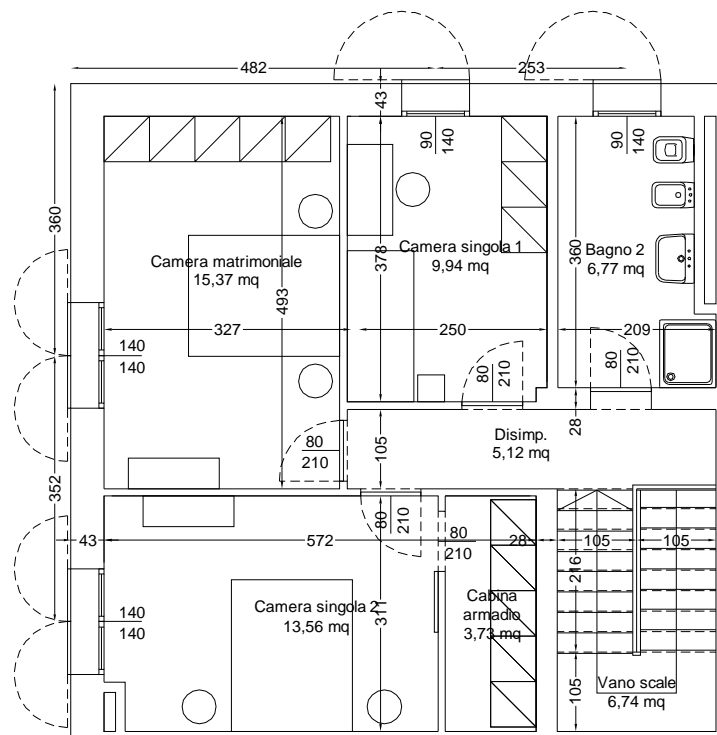 482
253
43
90
140
90
140
360
378
493
360
Camera matrimoniale
15,37 mq
Camera singola 1
9,94 mq
Bagno 2
6,77 mq
327
250
209
140
140
80
210
80
210
28
Disimp.
5,12 mq
105
80
210
352
80
210
80
210
43
572
28
105
105
216
311
Camera singola 2
13,56 mq
Cabina
armadio
3,73 mq
140
140
Vano scale
6,74 mq
105